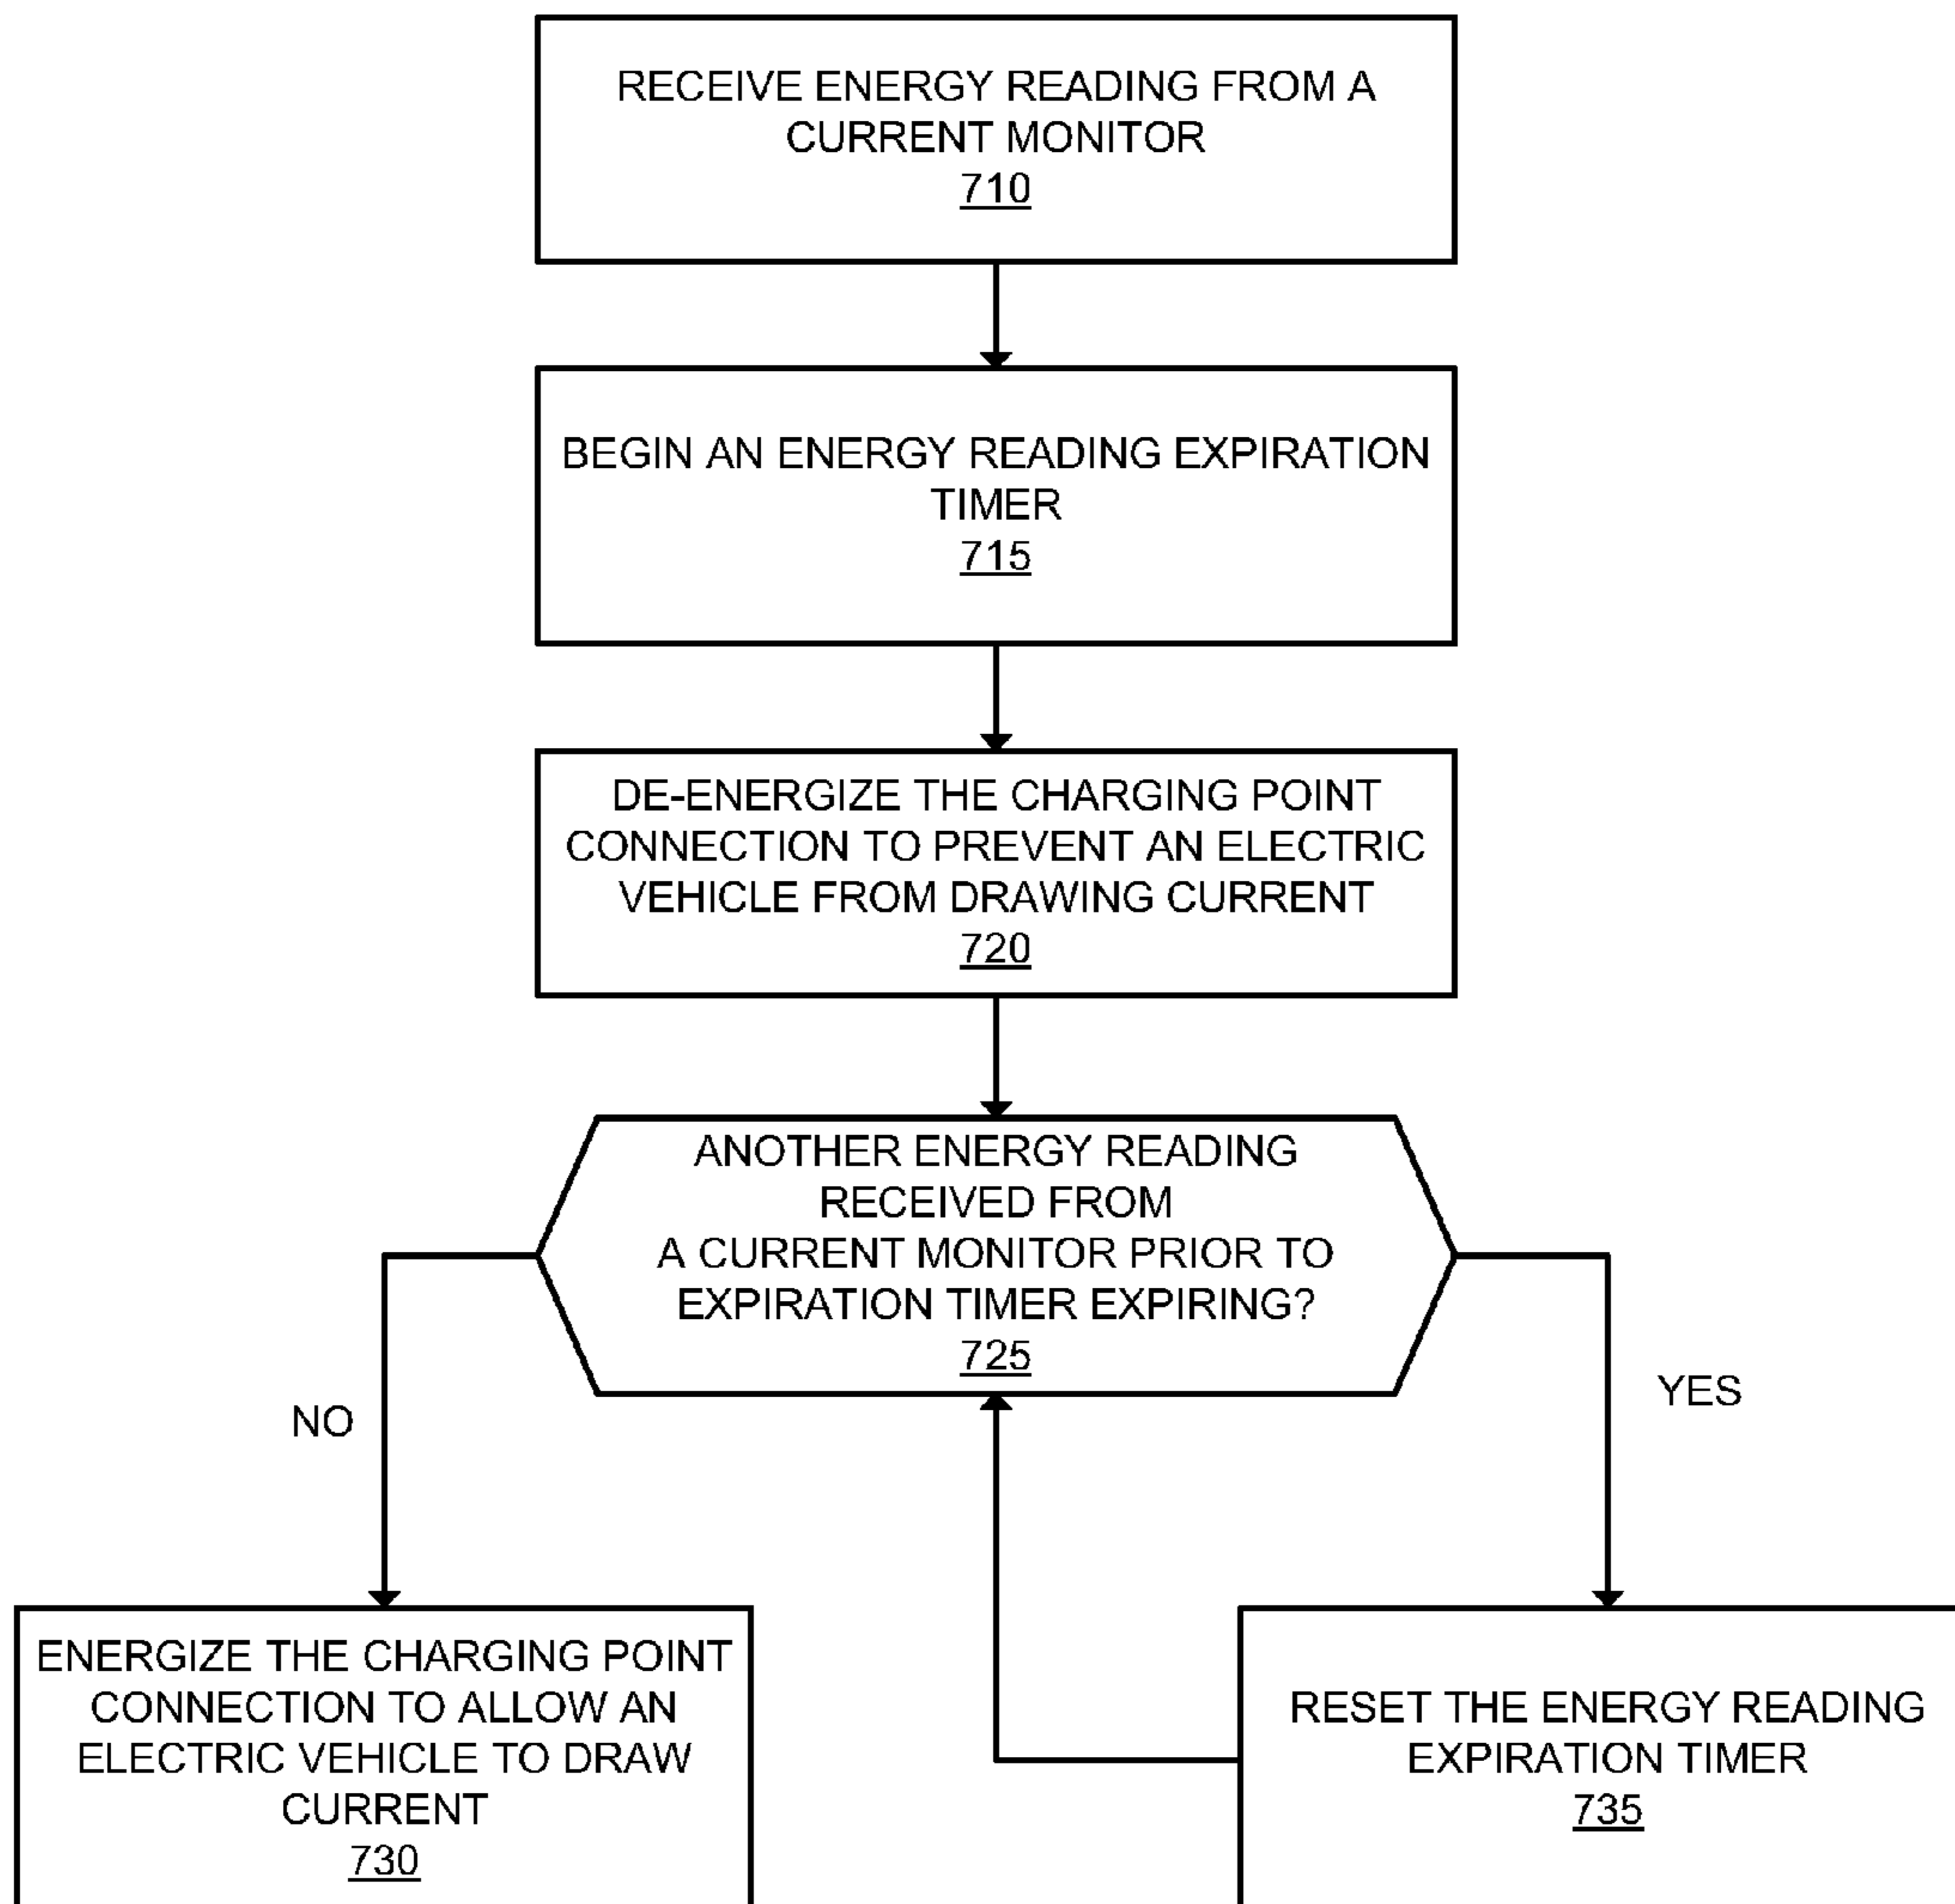 RECEIVE ENERGY READING FROM A
CURRENT MONITOR
710
BEGIN AN ENERGY READING EXPIRATION
TIMER
715
DE-ENERGIZE THE CHARGING POINT
CONNECTION TO PREVENT AN ELECTRIC
VEHICLE FROM DRAWING CURRENT
720
ANOTHER ENERGY READING
RECEIVED FROM
A CURRENT MONITOR PRIOR TO
EXPIRATION TIMER EXPIRING?
725
NO
YES
ENERGIZE THE CHARGING POINT
CONNECTION TO ALLOW AN
ELECTRIC VEHICLE TO DRAW
CURRENT
730
RESET THE ENERGY READING
EXPIRATION TIMER
735